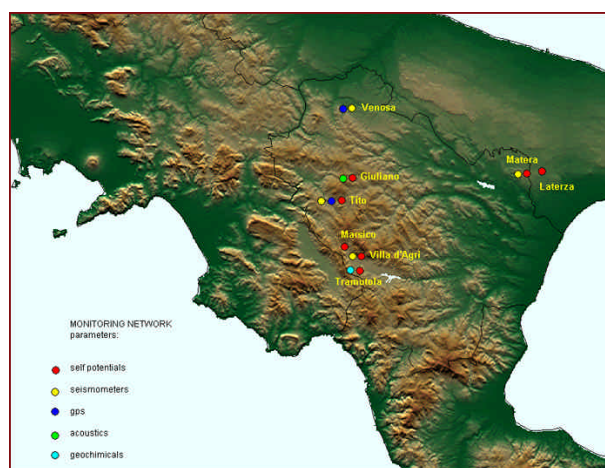 Venosa
Matera
Giuliano
Laterza
Tito
Marsico
Villa d'Agri
Tramutola
MONITORING NETWORK
parameters:
self potentials
seismometers
gps
acoustics
geochimicals